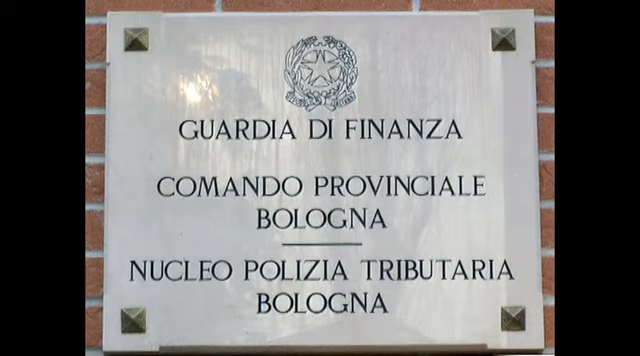 GUARDIA DI FINANZA
COMANDO PROVINCIALE
BOLOGNA
NUCLEO POLIZIA TRIBUTARIA
BOLOGNA